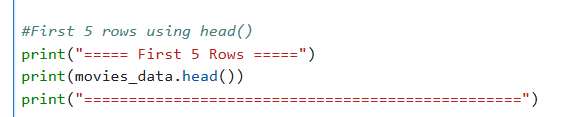 #First 5 rows using head()
print("===== First 5 Rows =====")
print(movies_data.head())
print("=================================================")